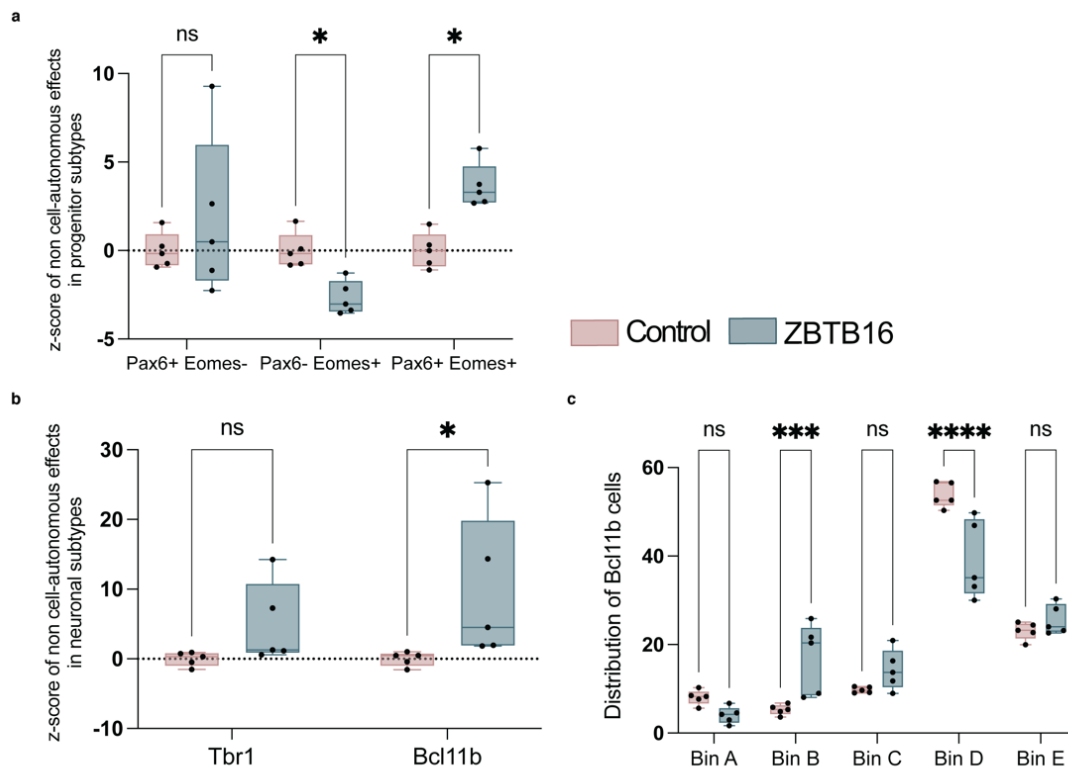 a
ns * *
z-score of non cell-autonomous effects
in progenitor subtypes
10
5
0
-5
Pax6+ Eomes- Pax6- Eomes+ Pax6+ Eomes+
Control ZBTB16
b
ns *
z-score of non cell-autonomous effects
in neuronal subtypes
30
20
10
0
-10
Tbr1 Bcl11b
c
ns *** ns **** ns
Distribution of Bcl11b cells
60
40
20
0
Bin A Bin B Bin C Bin D Bin E